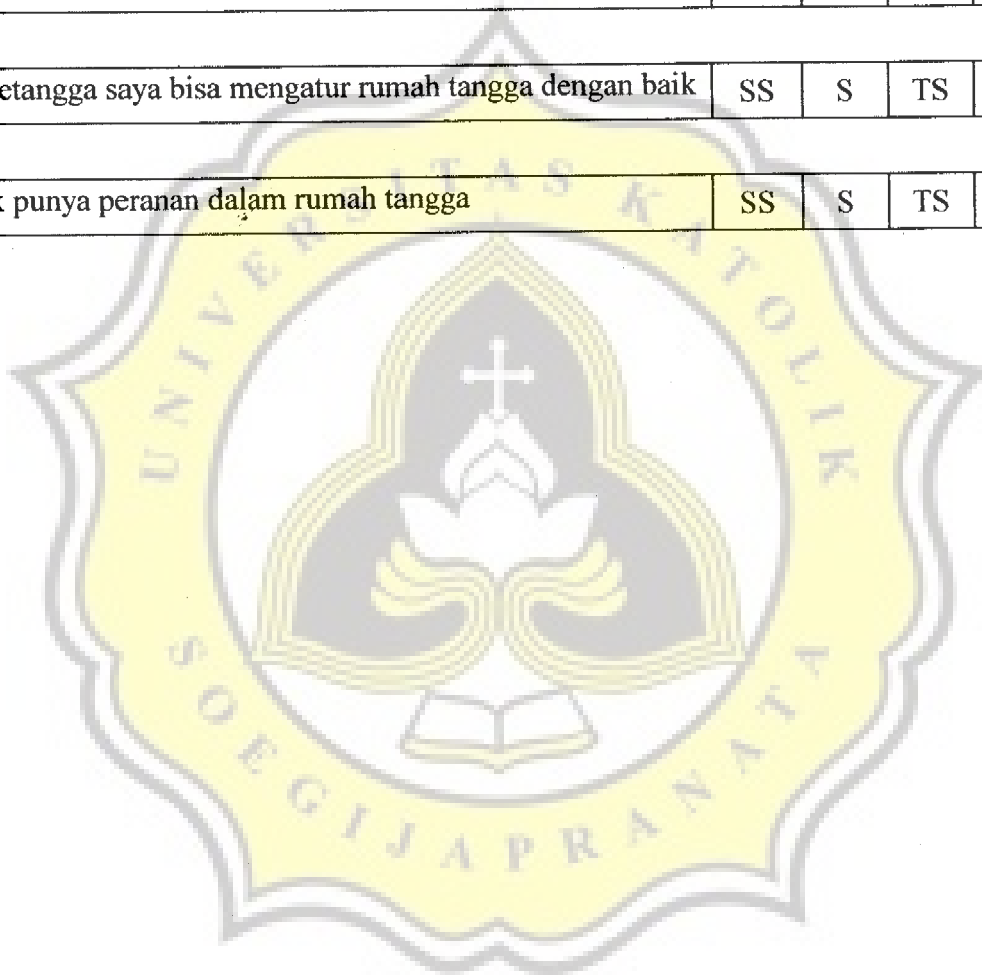 etangga saya bisa mengatur rumah tangga dengan baik SS S TS
k punya peranan dalam rumah tangga SS S TS
UNIVERSITAS KATOLIK
SOEGIJAPRANATA